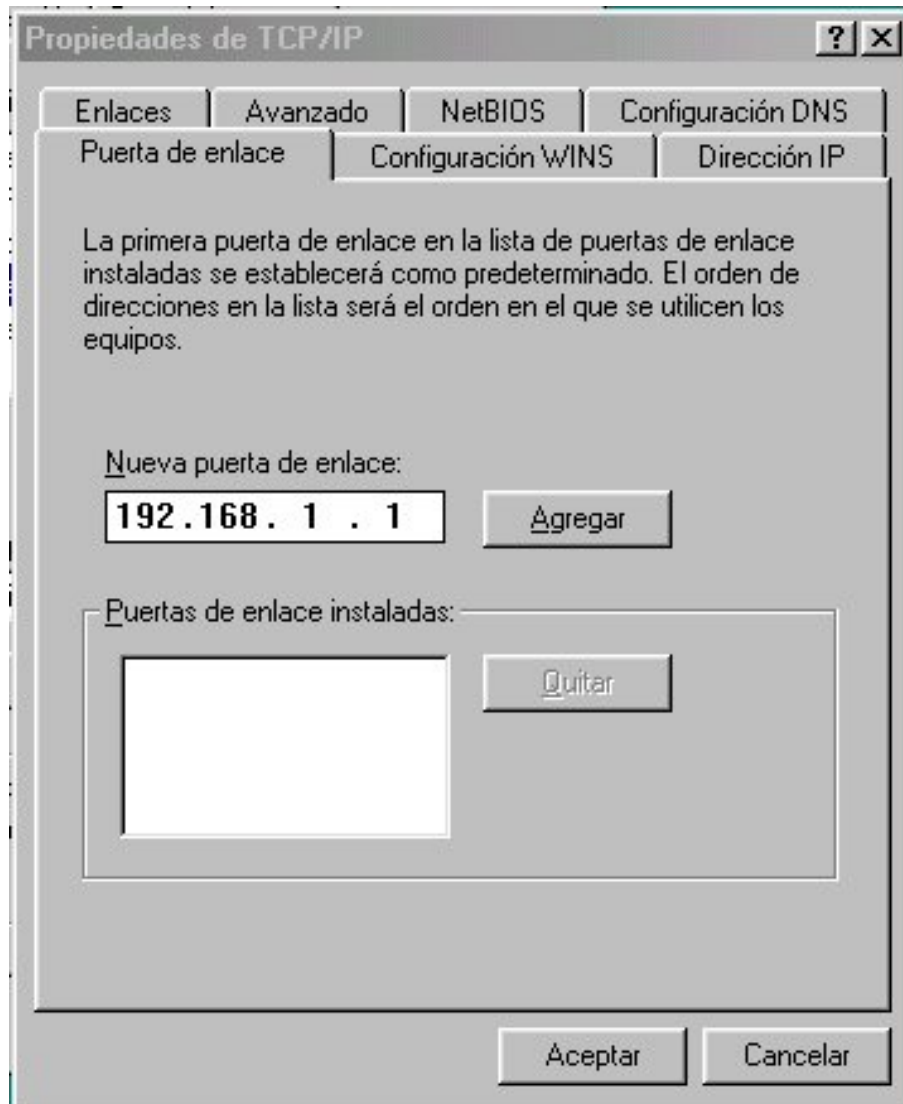 Propiedades de TCP/IP
Enlaces Avanzado NetBIOS Configuración DNS
Puerta de enlace Configuración WINS Dirección IP
La primera puerta de enlace en la lista de puertas de enlace
instaladas se establecerá como predeterminado. El orden de
direcciones en la lista será el orden en el que se utilicen los
equipos.
Nueva puerta de enlace:
192.168. 1 . 1 Agregar
Puertas de enlace instaladas:
Quitar
Aceptar Cancelar